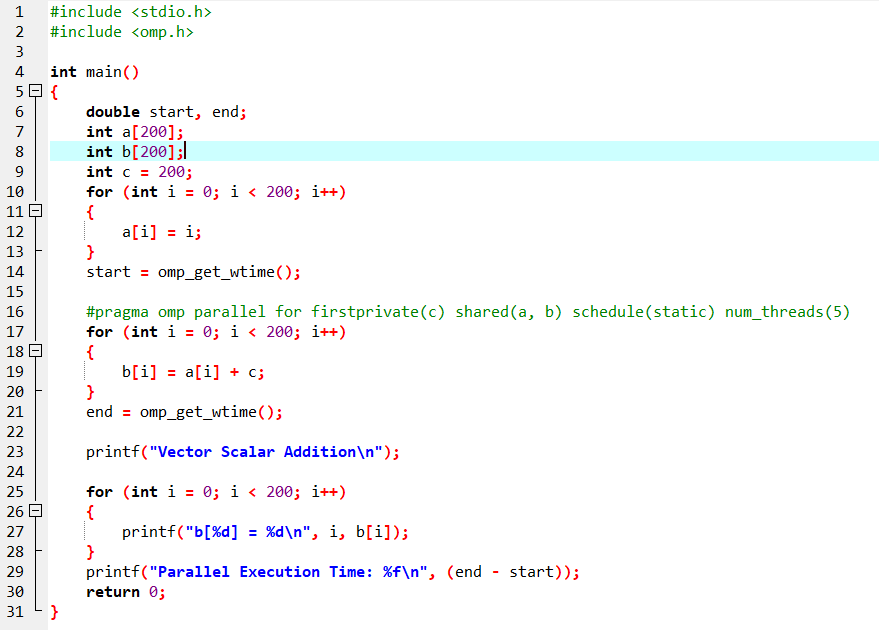 1 #include <stdio.h>
2 #include <omp.h>
3
4 int main()
5 {
6     double start, end;
7     int a[200];
8     int b[200];
9     int c = 200;
10     for (int i = 0; i < 200; i++)
11     {
12         a[i] = i;
13     }
14     start = omp_get_wtime();
15
16     #pragma omp parallel for firstprivate(c) shared(a, b) schedule(static) num_threads(5)
17     for (int i = 0; i < 200; i++)
18     {
19         b[i] = a[i] + c;
20     }
21     end = omp_get_wtime();
22
23     printf("Vector Scalar Addition\n");
24
25     for (int i = 0; i < 200; i++)
26     {
27         printf("b[%d] = %d\n", i, b[i]);
28     }
29     printf("Parallel Execution Time: %f\n", (end - start));
30     return 0;
31 }